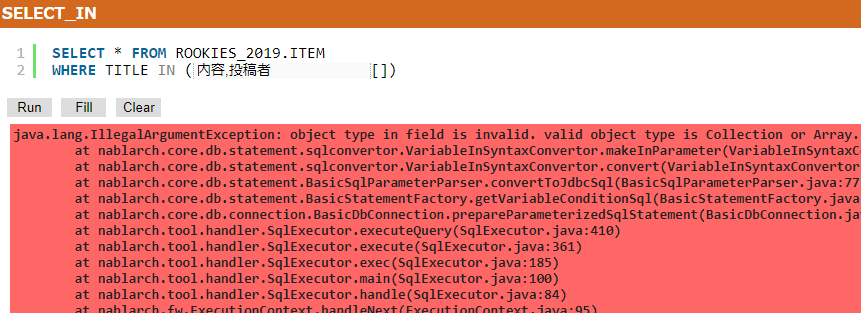 SELECT_IN
1 SELECT * FROM ROOKIES_2019.ITEM
2 WHERE TITLE IN ( 内容,投稿者 [])
Run Fill Clear
java.lang.IllegalArgumentException: object type in field is invalid. valid object type is Collection or Array.
at nablarch.core.db.statement.sqlconvertor.VariableInSyntaxConvertor.makeInParameter(VariableInSyntaxC
at nablarch.core.db.statement.sqlconvertor.VariableInSyntaxConvertor.convert(VariableInSyntaxConvertor
at nablarch.core.db.statement.BasicSqlParameterParser.convertToJdbcSql(BasicSqlParameterParser.java:77
at nablarch.core.db.statement.BasicStatementFactory.getVariableConditionSql(BasicStatementFactory.java
at nablarch.core.db.connection.BasicDbConnection.prepareParameterizedSqlStatement(BasicDbConnection.ja
at nablarch.tool.handler.SqlExecutor.executeQuery(SqlExecutor.java:410)
at nablarch.tool.handler.SqlExecutor.execute(SqlExecutor.java:361)
at nablarch.tool.handler.SqlExecutor.exec(SqlExecutor.java:185)
at nablarch.tool.handler.SqlExecutor.main(SqlExecutor.java:100)
at nablarch.tool.handler.SqlExecutor.handle(SqlExecutor.java:84)
at nablarch.fw.ExecutionContext.handleNext(ExecutionContext.java:95)